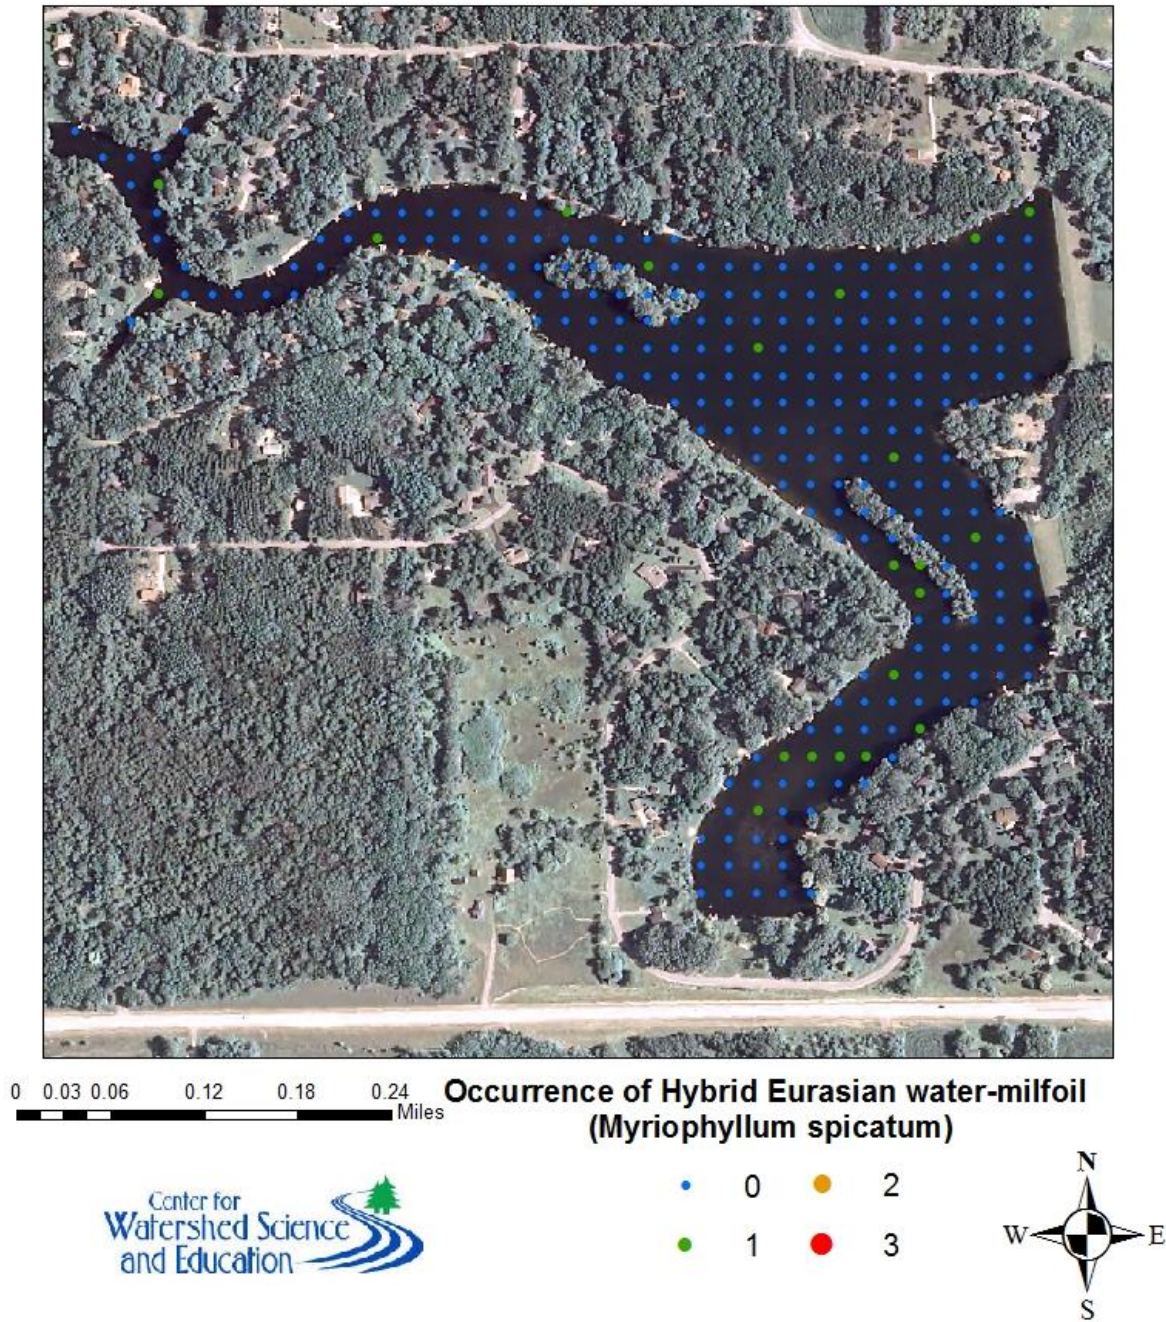 0 0.03 0.06 0.12 0.18 0.24
Miles
Occurrence of Hybrid Eurasian water-milfoil
(Myriophyllum spicatum)
0 2
1 3
Center for
Watershed Science
and Education
N
W E
S